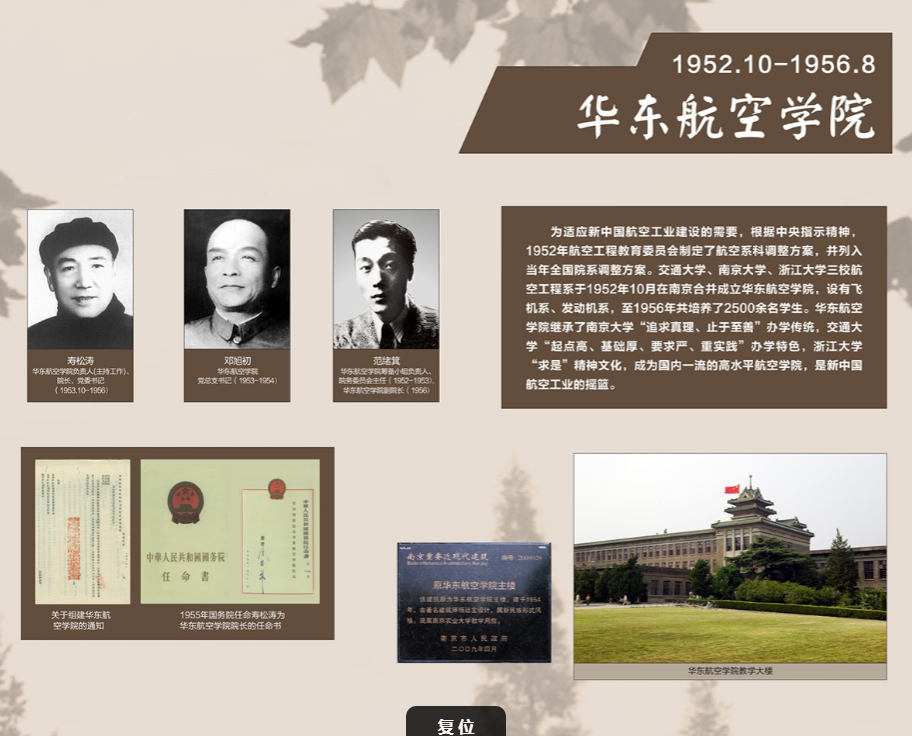 1952.10-1956.8
华东航空学院
寿松涛
华东航空学院负责人(主持工作)、
院长、党委书记
(1953.10-1956)
邓旭初
华东航空学院
党总支书记(1953-1954)
范绪箕
华东航空学院筹备小组负责人、
院务委员会主任(1952-1953)、
华东航空学院副院长(1956)
为适应新中国航空工业建设的需要，根据中央指示精神，
1952年航空工程教育委员会制定了航空系科调整方案，并列入
当年全国院系调整方案。交通大学、南京大学、浙江大学三校航
空工程系于1952年10月在南京合并成立华东航空学院，设有飞
机系、发动机系，至1956年共培养了2500余名学生。华东航空
学院继承了南京大学“追求真理、止于至善”办学传统，交通大
学“起点高、基础厚、要求严、重实践”办学特色，浙江大学
“求是”精神文化，成为国内一流的高水平航空学院，是新中国
航空工业的摇篮。
中华人民共和國國务院
任命書
关于组建华东航
空学院的通知
1955年国务院任命寿松涛为
华东航空学院院长的任命书
南京重要近现代建筑
原华东航空学院主楼
南京市人民政府
二〇〇九年四月
华东航空学院教学大楼
复位